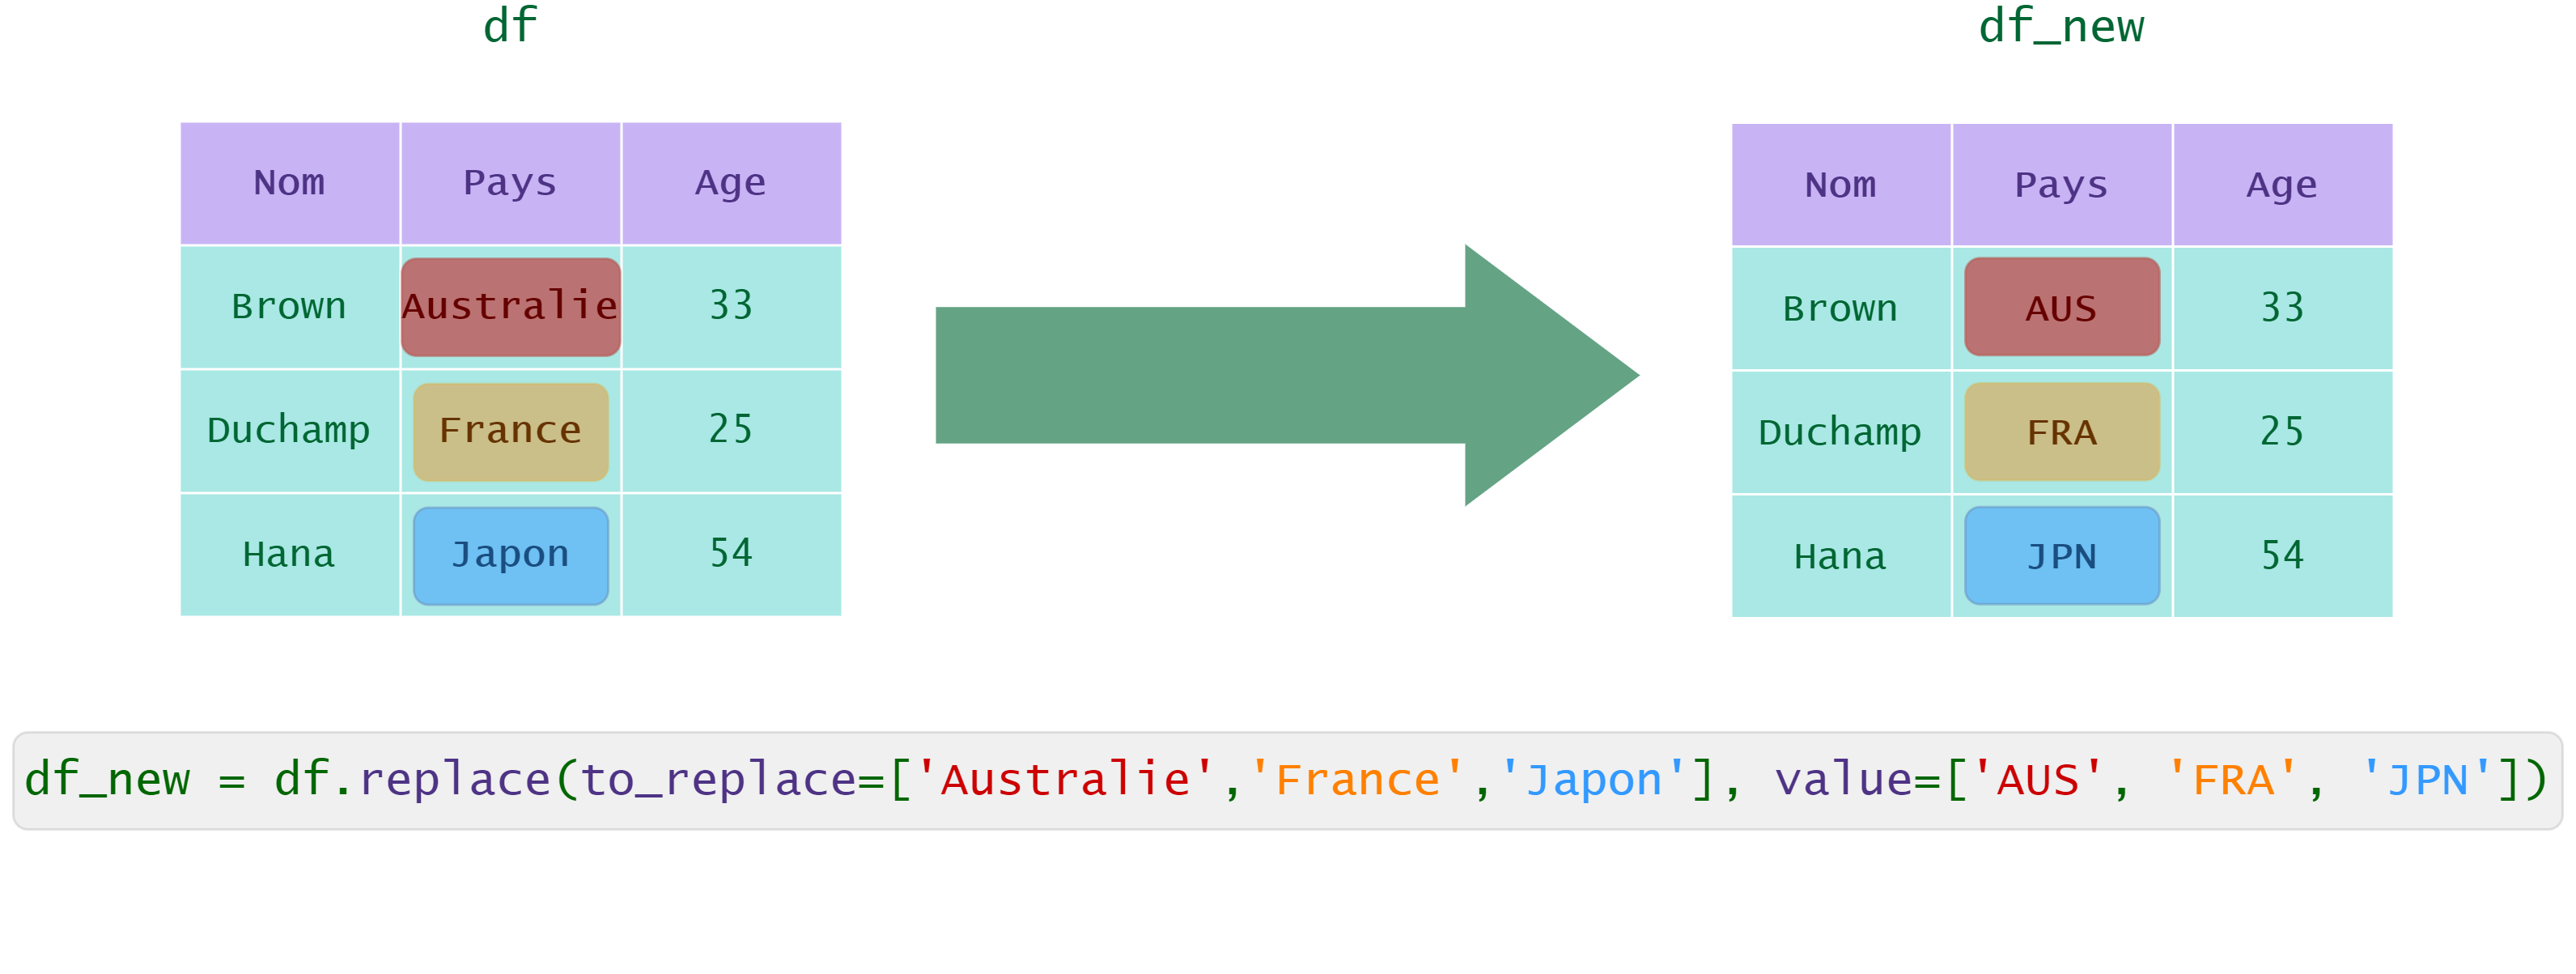 df
df_new
Nom Pays Age
Brown Australie 33
Duchamp France 25
Hana Japon 54
Nom Pays Age
Brown AUS 33
Duchamp FRA 25
Hana JPN 54
df_new = df.replace(to_replace=['Australie','France','Japon'], value=['AUS', 'FRA', 'JPN'])